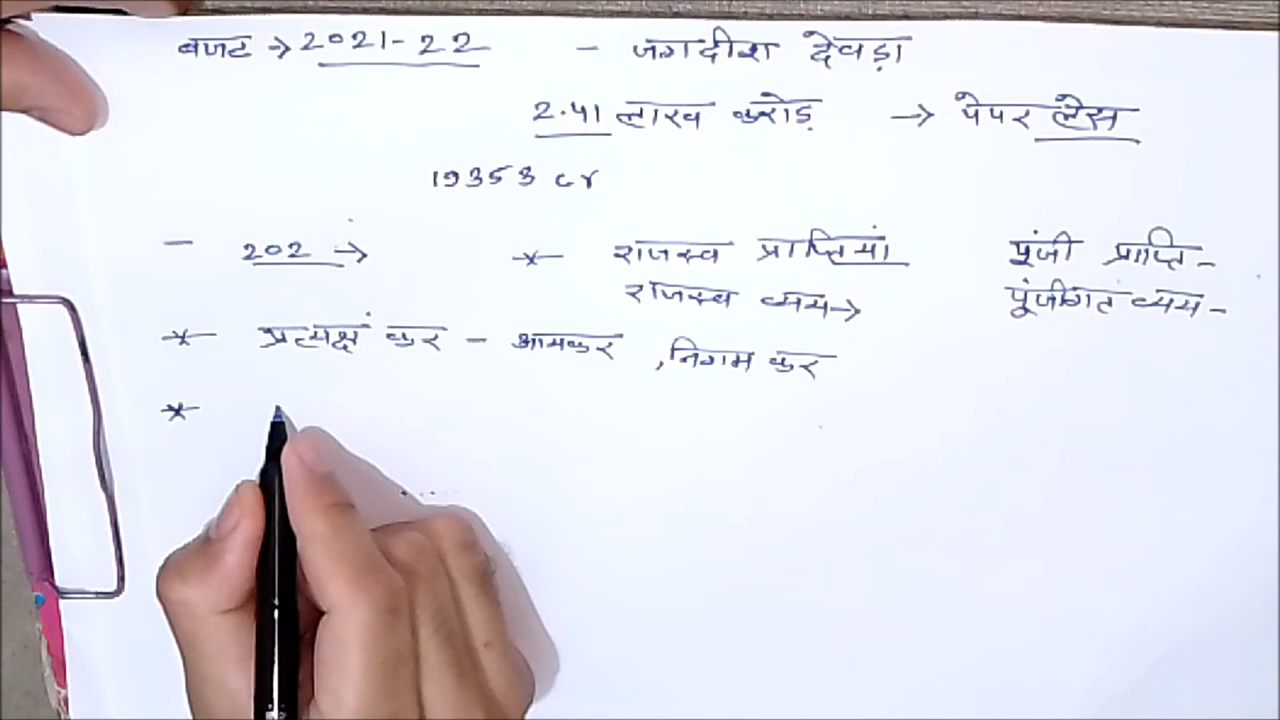 बजट → 2021-22 - जगदीश देवड़ा
2.41 लाख करोड़ → पेपर लेस
19353 cr
- 202 → * राजस्व प्राप्तियां पूंजी प्राप्ति -
राजस्व व्यय → पूंजीगत व्यय -
* प्रत्यक्षं कर - आयकर , निगम कर
*